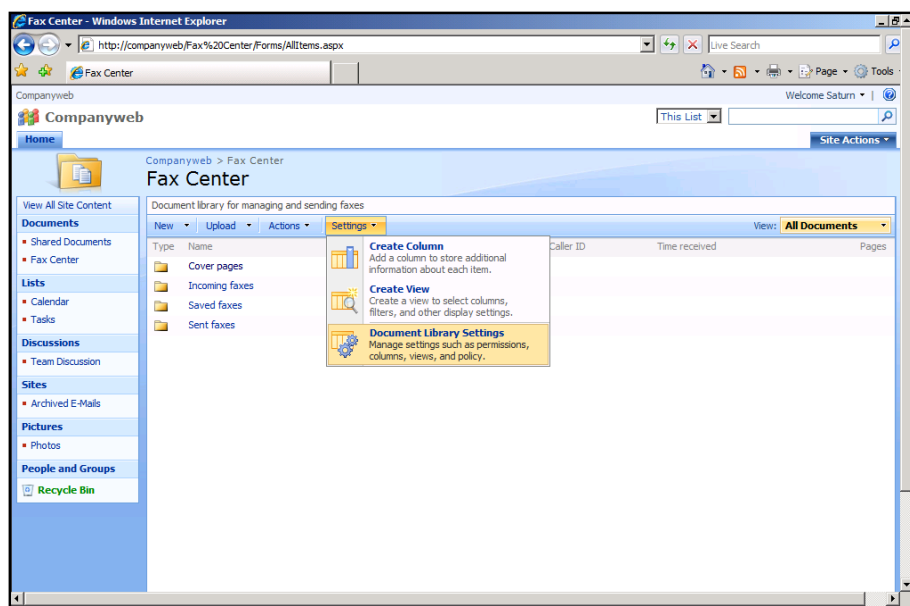 Fax Center - Windows Internet Explorer
http://companyweb/Fax%20Center/Forms/AllItems.aspx
Live Search
Fax Center
Page
Tools
Companyweb
Welcome Saturn
Companyweb
This List
Home
Site Actions
Companyweb > Fax Center
Fax Center
View All Site Content
Document library for managing and sending faxes
Documents
New
Upload
Actions
Settings
View: All Documents
Shared Documents
Fax Center
Type
Name
Caller ID
Time received
Pages
Cover pages
Incoming faxes
Saved faxes
Sent faxes
Create Column
Add a column to store additional
information about each item.
Create View
Create a view to select columns,
filters, and other display settings.
Document Library Settings
Manage settings such as permissions,
columns, views, and policy.
Lists
Calendar
Tasks
Discussions
Team Discussion
Sites
Archived E-Mails
Pictures
Photos
People and Groups
Recycle Bin